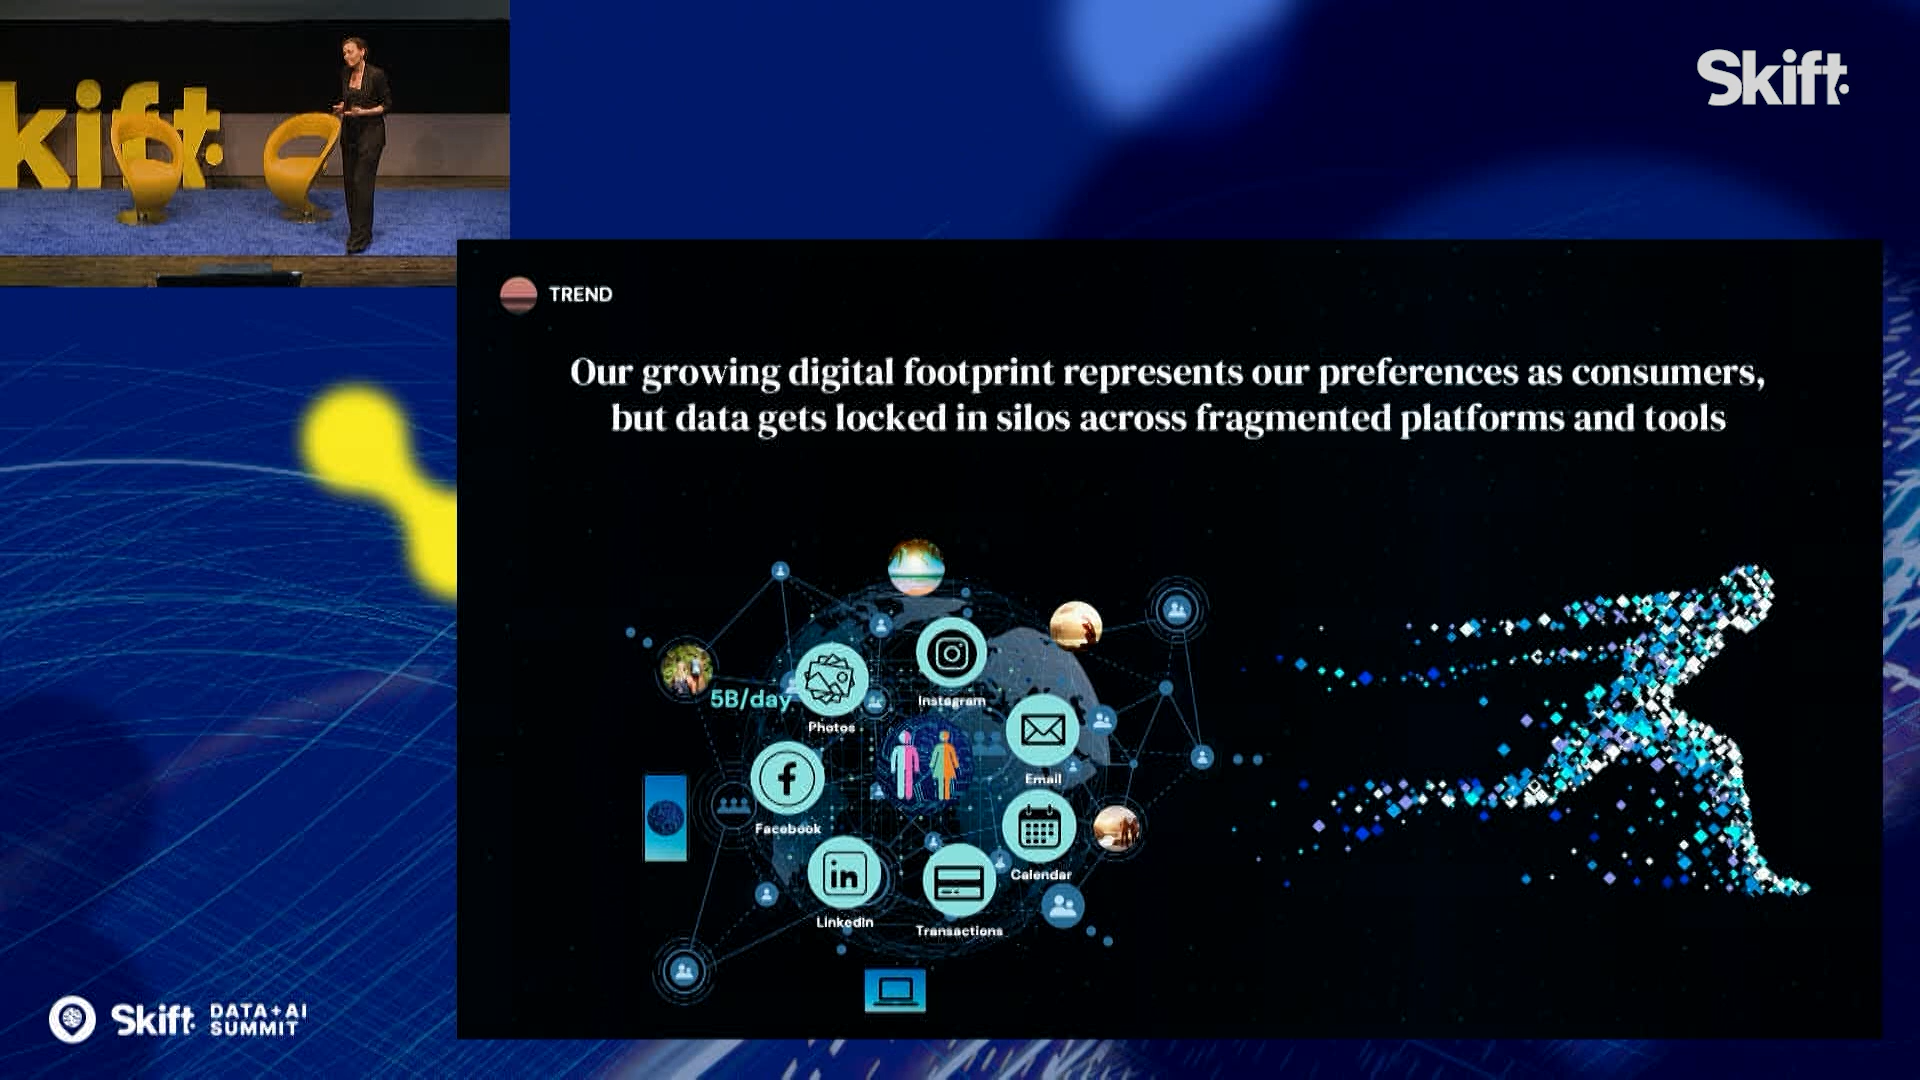 kift
Skift
TREND
Our growing digital footprint represents our preferences as consumers,
but data gets locked in silos across fragmented platforms and tools
Instagram
5B/day
Photos
Email
Facebook
Calendar
LinkedIn
Transactions
Skift
DATA+AI
SUMMIT